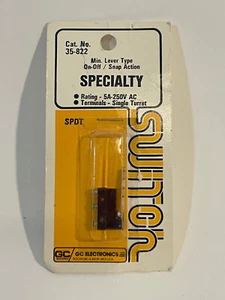 Cat. No.
35-822
Min. Lever Type
On-Off / Snap Action
SPECIALTY
• Rating - 5A-250V AC
• Terminals - Single Turret
SPDT
SWITCH
GC GC ELECTRONICS